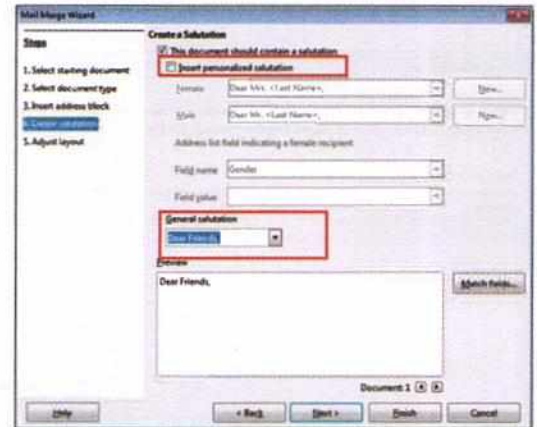 Mail Merge Wizard
Steps
1. Select starting document
2. Select document type
3. Insert address block
4. Create salutation
5. Adjust layout
Create a Salutation
This document should contain a salutation
Insert personalized salutation
Female Dear Mrs. <Last Name>, New...
Male Dear Mr. <Last Name>, New...
Address list field indicating a female recipient
Field name Gender
Field value
General salutation
Dear Friends,
Preview
Dear Friends,
Match fields...
Document: 1
Help < Back Next > Finish Cancel